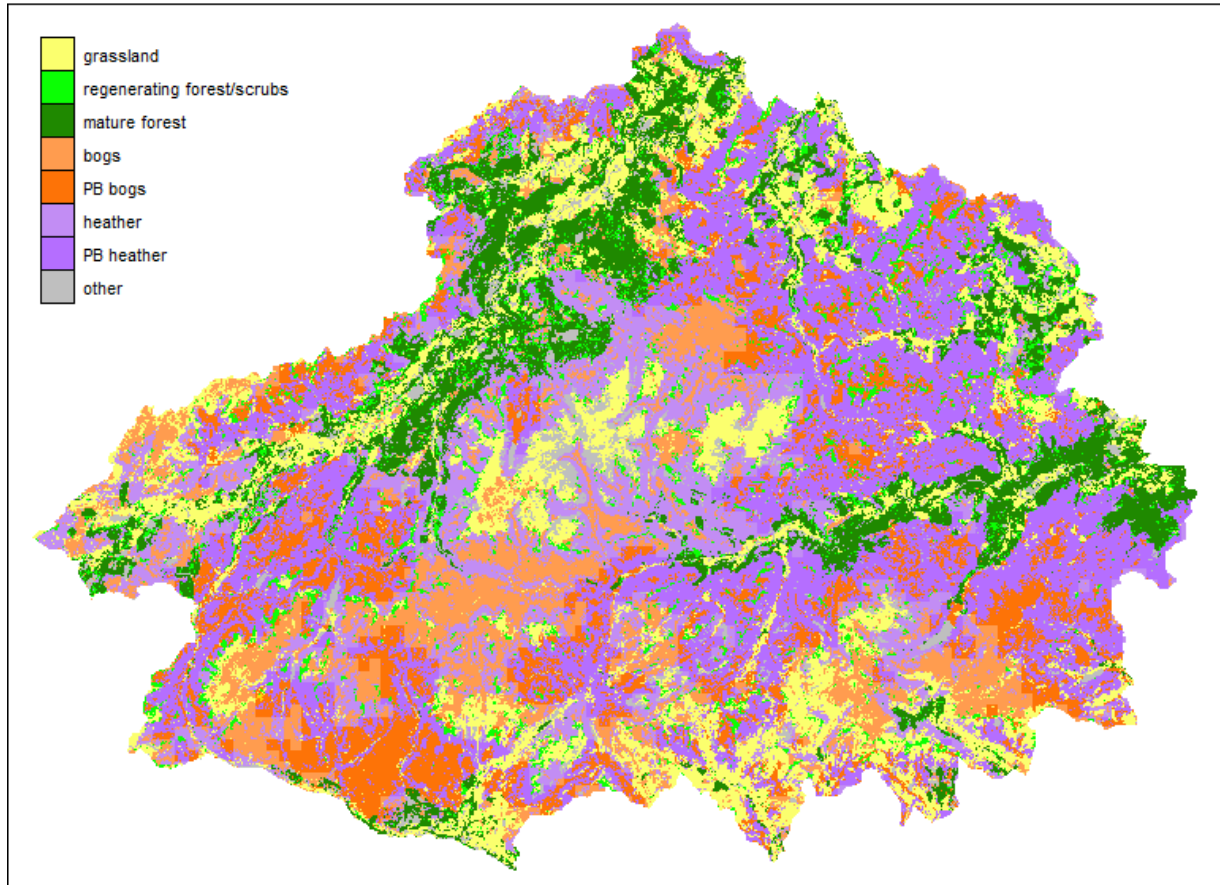 grassland
regenerating forest/scrubs
mature forest
bogs
PB bogs
heather
PB heather
other